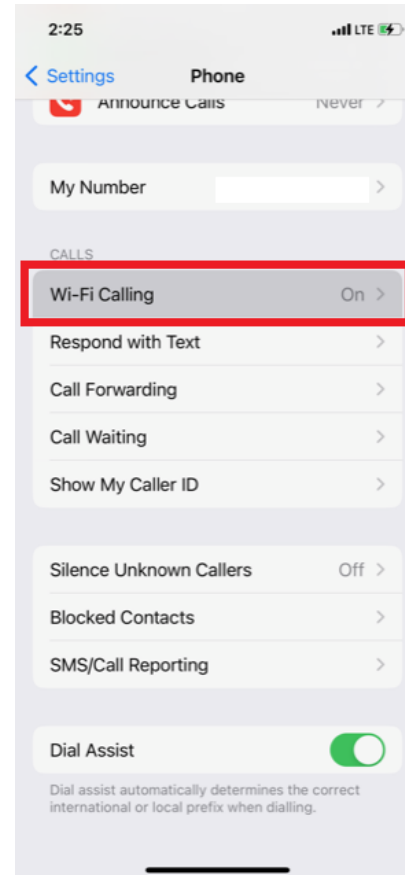 2:25
LTE
Settings
Phone
Announce Calls
Never
My Number
CALLS
Wi-Fi Calling
On
Respond with Text
Call Forwarding
Call Waiting
Show My Caller ID
Silence Unknown Callers
Off
Blocked Contacts
SMS/Call Reporting
Dial Assist
Dial assist automatically determines the correct
international or local prefix when dialling.